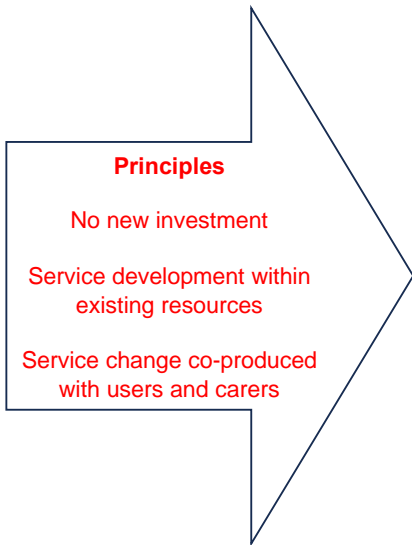 Principles
No new investment
Service development within
existing resources
Service change co-produced
with users and carers